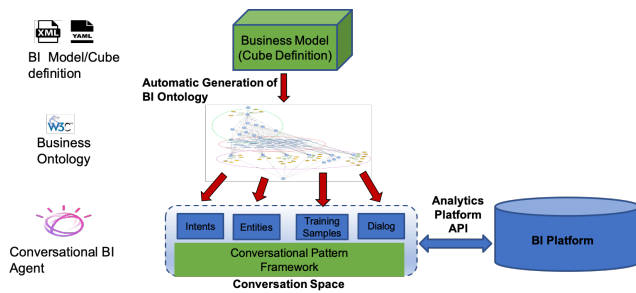 XML
YAML
BI Model/Cube
definition
Business Model
(Cube Definition)
Automatic Generation of
BI Ontology
W3C
Business
Ontology
Intents
Entities
Training
Samples
Dialog
Conversational Pattern
Framework
Conversation Space
Analytics
Platform
API
BI Platform
Conversational BI
Agent